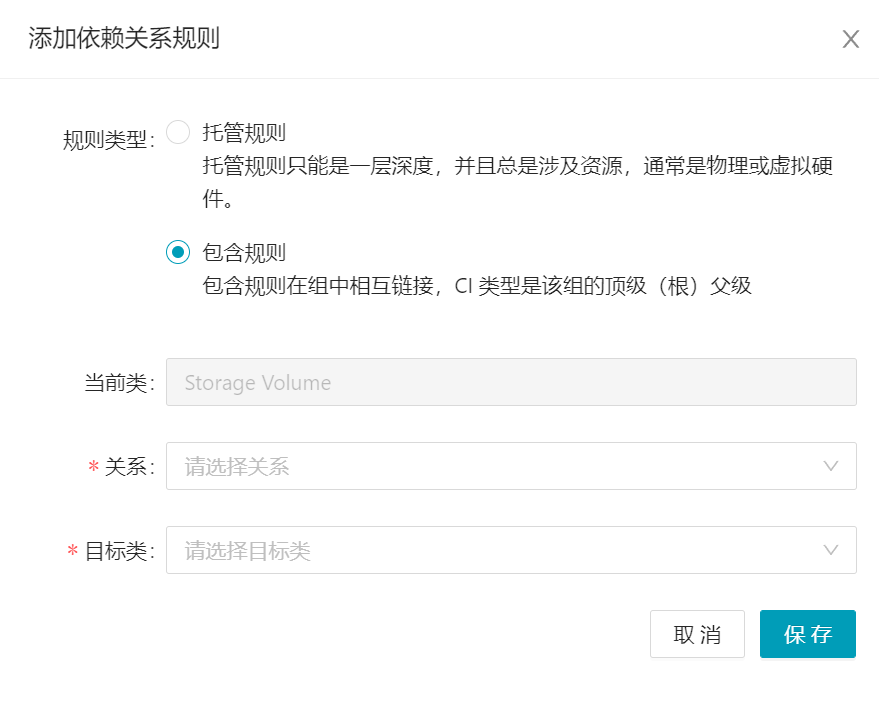 添加依赖关系规则
规则类型：
托管规则
托管规则只能是一层深度，并且总是涉及资源，通常是物理或虚拟硬
件。
包含规则
包含规则在组中相互链接，CI 类型是该组的顶级（根）父级
当前类：
Storage Volume
* 关系：
请选择关系
* 目标类：
请选择目标类
取 消
保 存